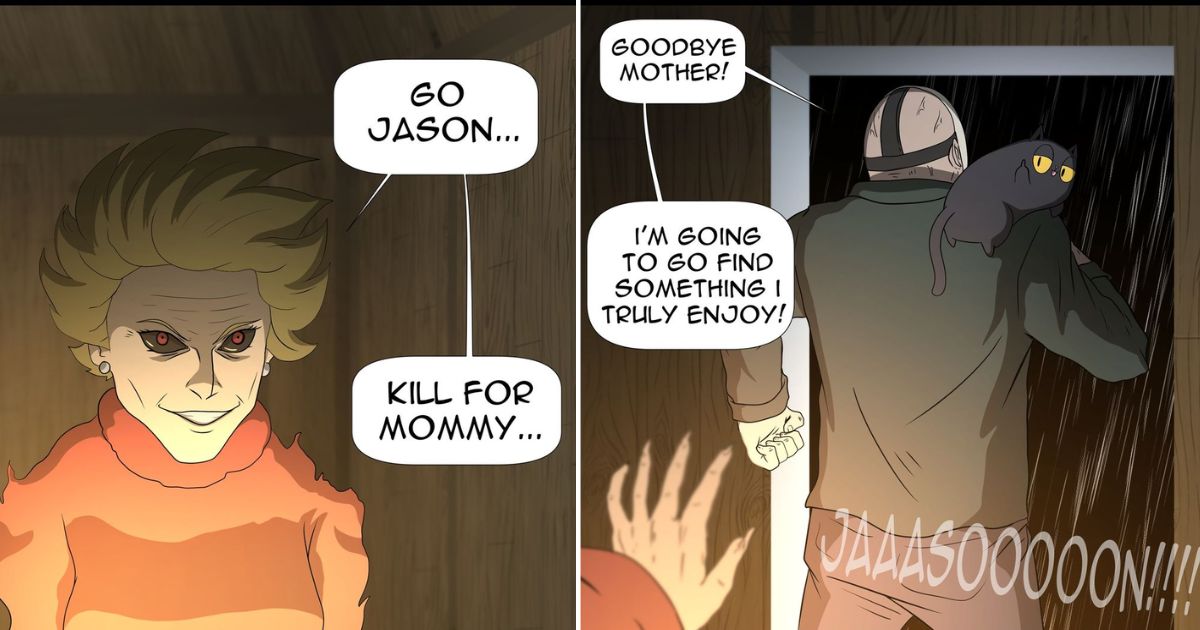 GO
JASON...
KILL FOR
MOMMY...
GOODBYE
MOTHER!
I'M GOING
TO GO FIND
SOMETHING I
TRULY ENJOY!
JAAASOOOOON!!!!